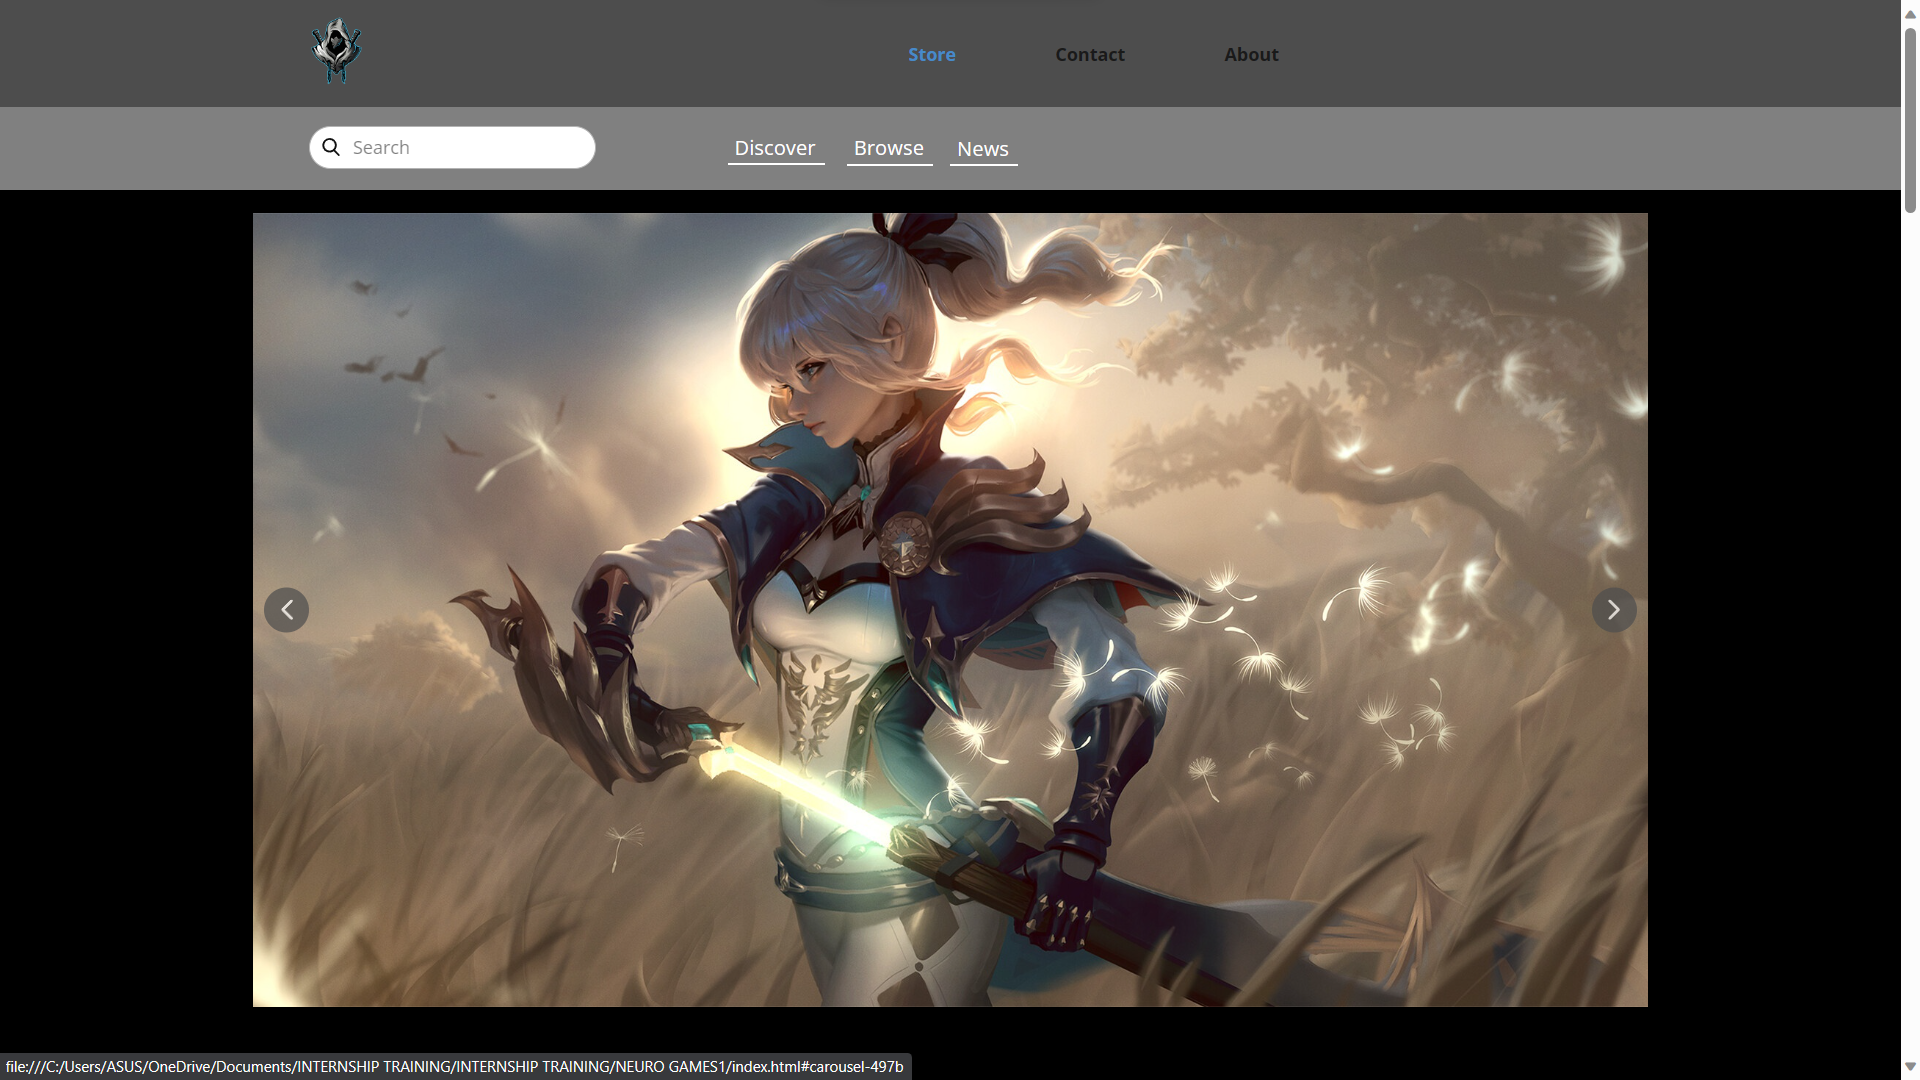 Store Contact About
Search Discover Browse News
file:///C:/Users/ASUS/OneDrive/Documents/INTERNSHIP TRAINING/INTERNSHIP TRAINING/NEURO GAMES1/index.html#carousel-497b